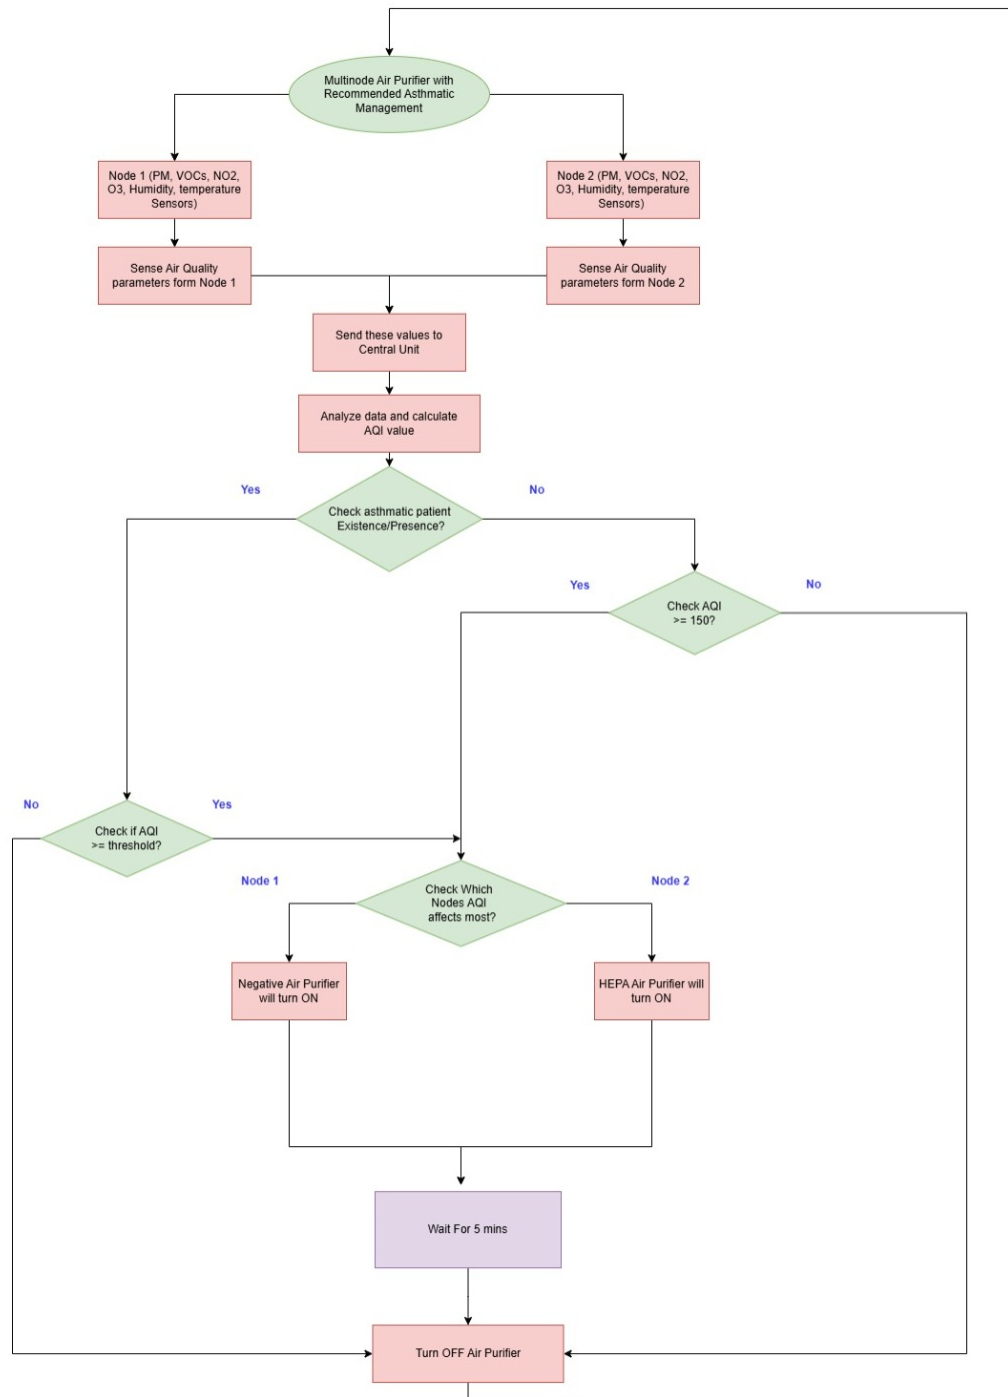 Multinode Air Purifier with
Recommended Asthmatic
Management
Node 1 (PM, VOCs, NO2,
O3, Humidity, temperature
Sensors)
Node 2 (PM, VOCs, NO2,
O3, Humidity, temperature
Sensors)
Sense Air Quality
parameters form Node 1
Sense Air Quality
parameters form Node 2
Send these values to
Central Unit
Analyze data and calculate
AQI value
Yes
No
Check asthmatic patient
Existence/Presence?
Yes
No
Check AQI
>= 150?
No
Yes
Check if AQI
>= threshold?
Node 1
Node 2
Check Which
Nodes AQI
affects most?
Negative Air Purifier
will turn ON
HEPA Air Purifier will
turn ON
Wait For 5 mins
Turn OFF Air Purifier